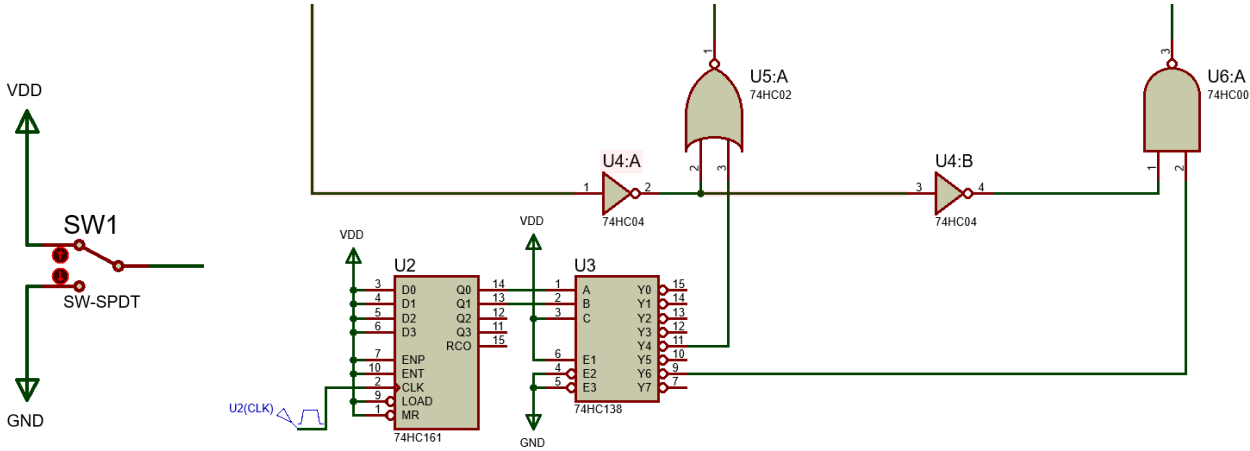 VDD
SW1
SW-SPDT
GND
U5:A
74HC02
1
2
3
U6:A
74HC00
3
1
2
U4:A
1
2
74HC04
U4:B
3
4
74HC04
VDD
U2
3 D0 Q0 14
4 D1 Q1 13
5 D2 Q2 12
6 D3 Q3 11
RCO 15
7 ENP
10 ENT
2 CLK
9 LOAD
1 MR
74HC161
U2(CLK)
VDD
U3
1 A Y0 15
2 B Y1 14
3 C Y2 13
Y3 12
Y4 11
6 E1 Y5 10
4 E2 Y6 9
5 E3 Y7 7
74HC138
GND